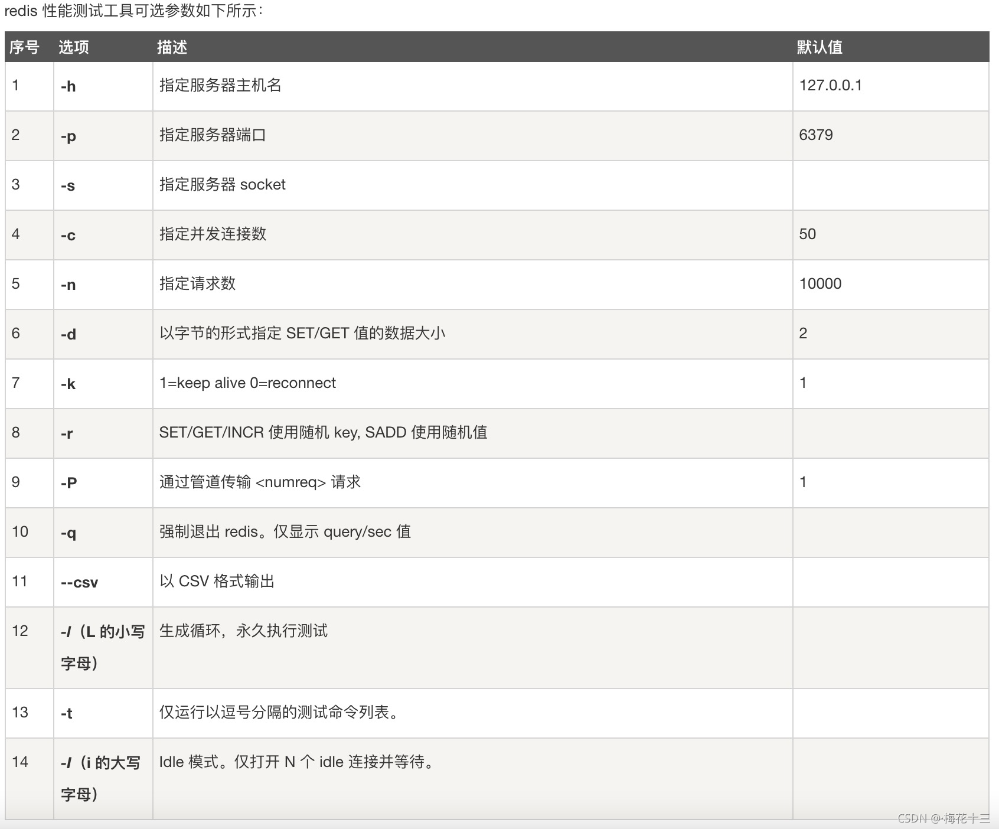 redis 性能测试工具可选参数如下所示：
序号 选项 描述 默认值
1 -h 指定服务器主机名 127.0.0.1
2 -p 指定服务器端口 6379
3 -s 指定服务器 socket
4 -c 指定并发连接数 50
5 -n 指定请求数 10000
6 -d 以字节的形式指定 SET/GET 值的数据大小 2
7 -k 1=keep alive 0=reconnect 1
8 -r SET/GET/INCR 使用随机 key, SADD 使用随机值
9 -P 通过管道传输 <numreq> 请求 1
10 -q 强制退出 redis。仅显示 query/sec 值
11 --csv 以 CSV 格式输出
12 -l（L 的小写 生成循环，永久执行测试
字母）
13 -t 仅运行以逗号分隔的测试命令列表。
14 -I（i 的大写 Idle 模式。仅打开 N 个 idle 连接并等待。
字母）
CSDN @·梅花十三